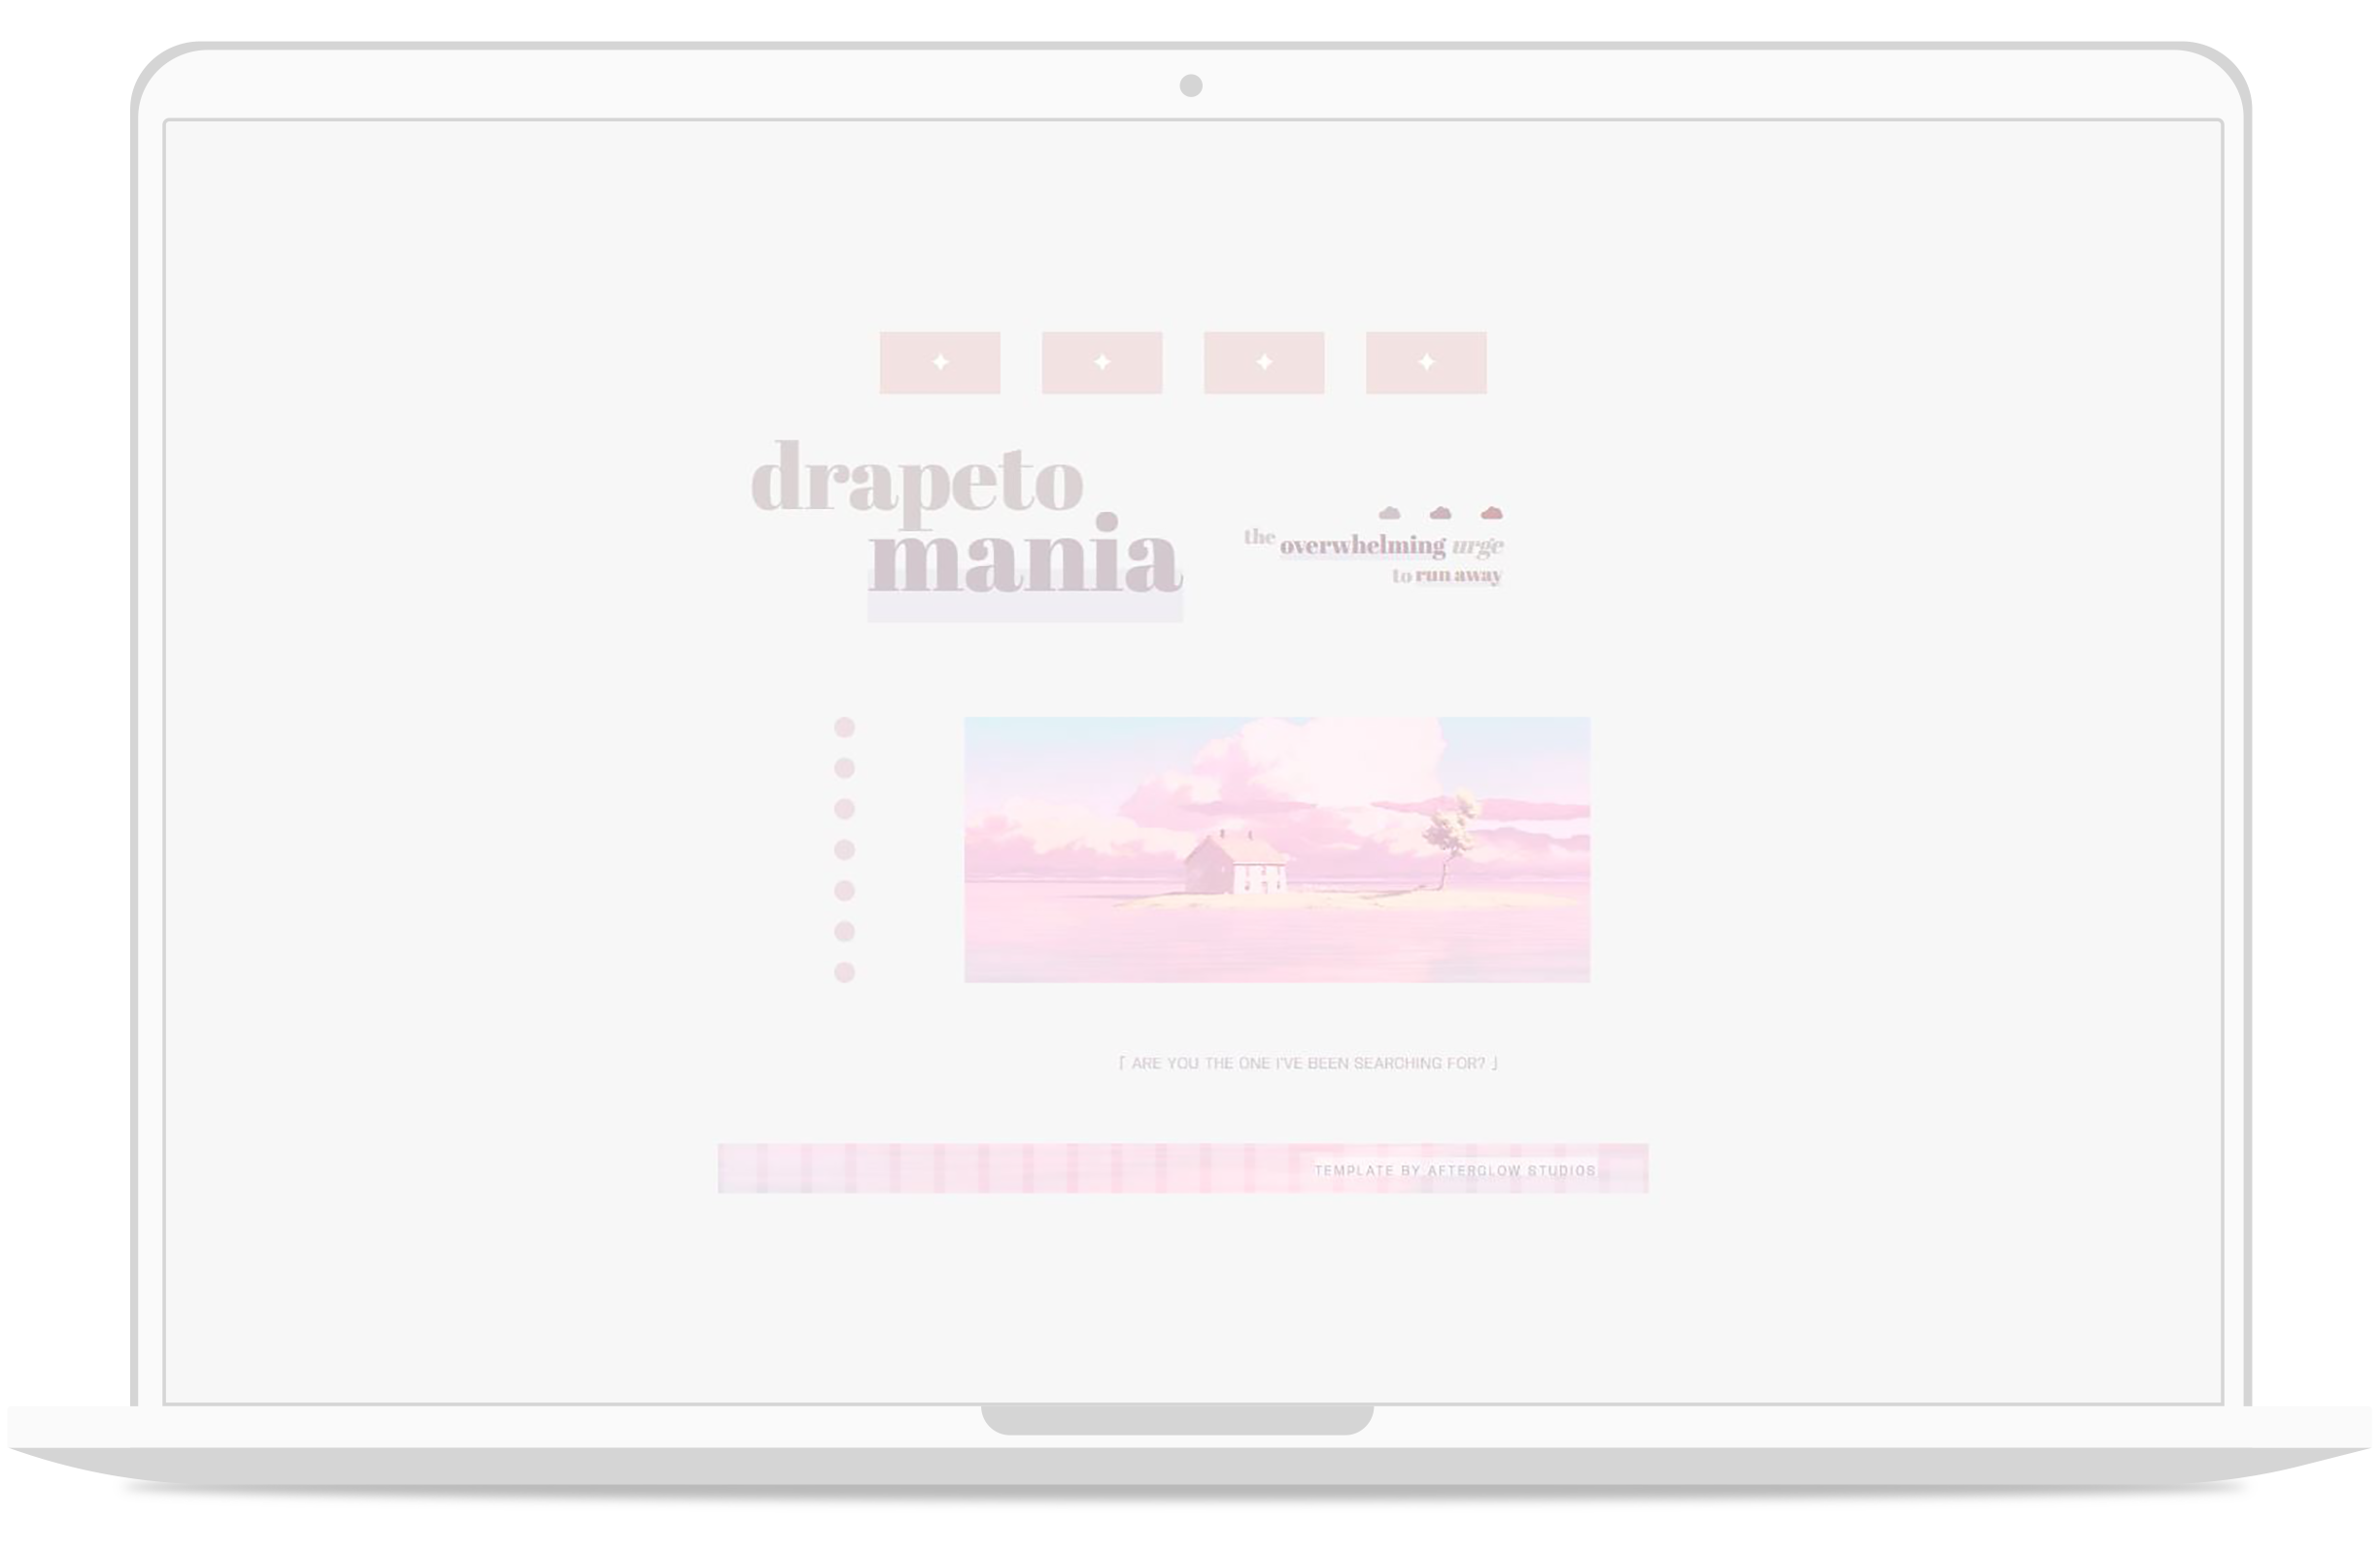 drapeto
mania
the overwhelming urge
to run away
「 ARE YOU THE ONE I'VE BEEN SEARCHING FOR? 」
TEMPLATE BY AFTERGLOW STUDIOS